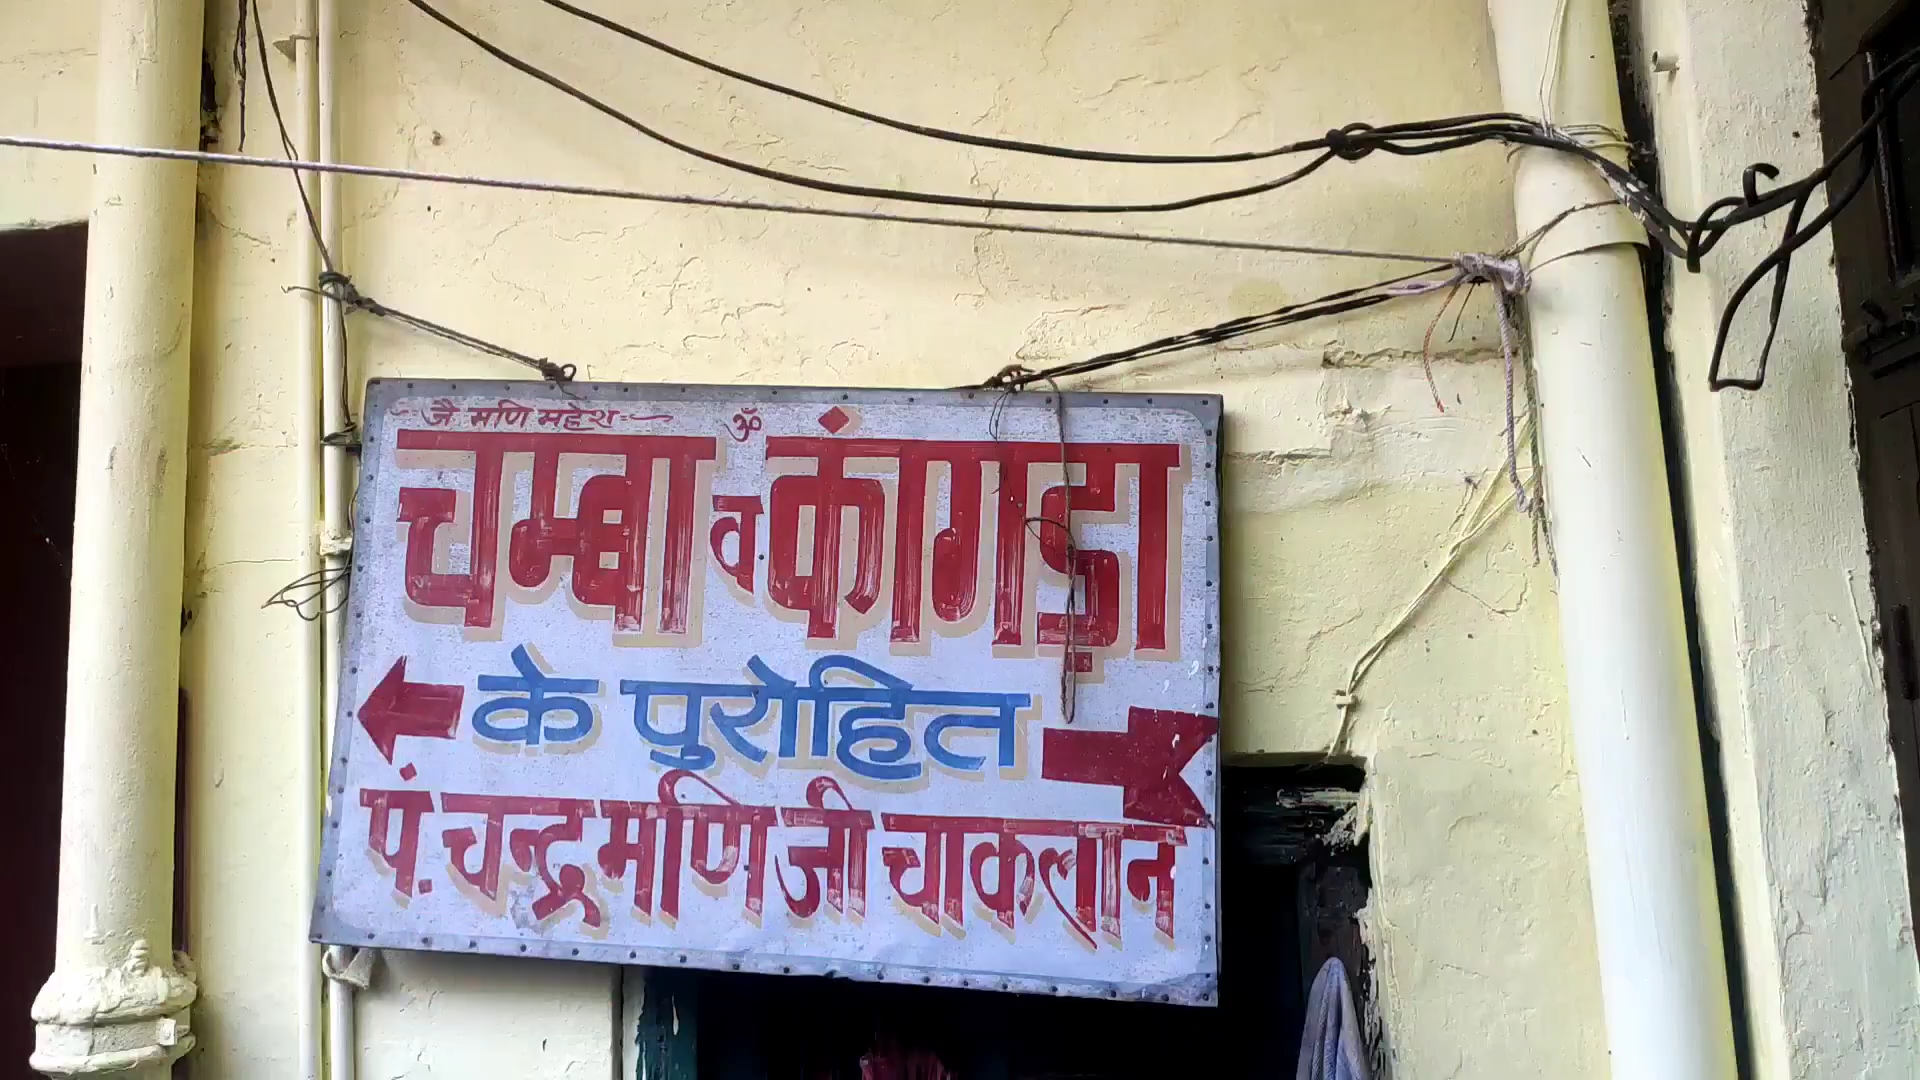 जै मणि महेश ॐ
चम्बा व कंागड़ा
के पुरोहित
पं. चन्द्रमणि जी चाकलान